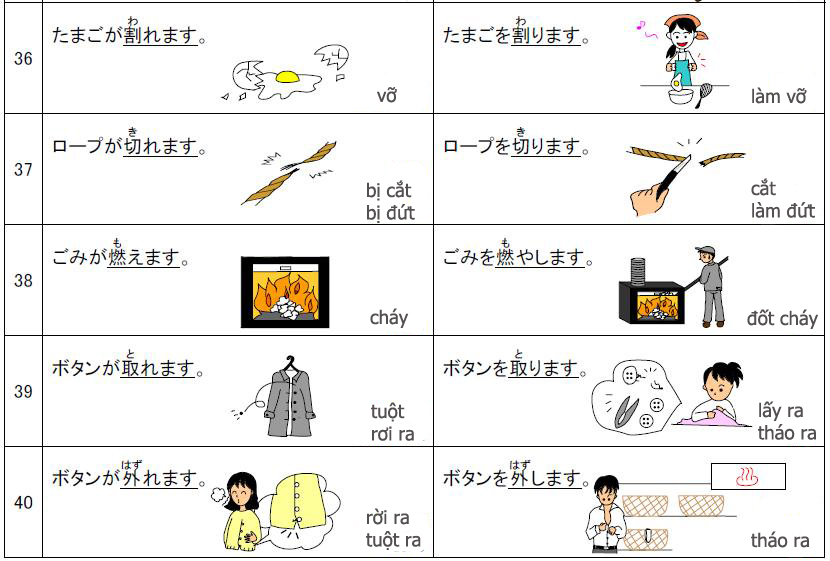 36
わ
たまごが割れます。
vỡ
わ
たまごを割ります。
làm vỡ
37
き
ロープが切れます。
bị cắt
bị đứt
き
ロープを切ります。
cắt
làm đứt
38
も
ごみが燃えます。
cháy
も
ごみを燃やします。
đốt cháy
39
と
ボタンが取れます。
tuột
rơi ra
と
ボタンを取ります。
lấy ra
tháo ra
40
はず
ボタンが外れます。
rời ra
tuột ra
はず
ボタンを外します。
tháo ra